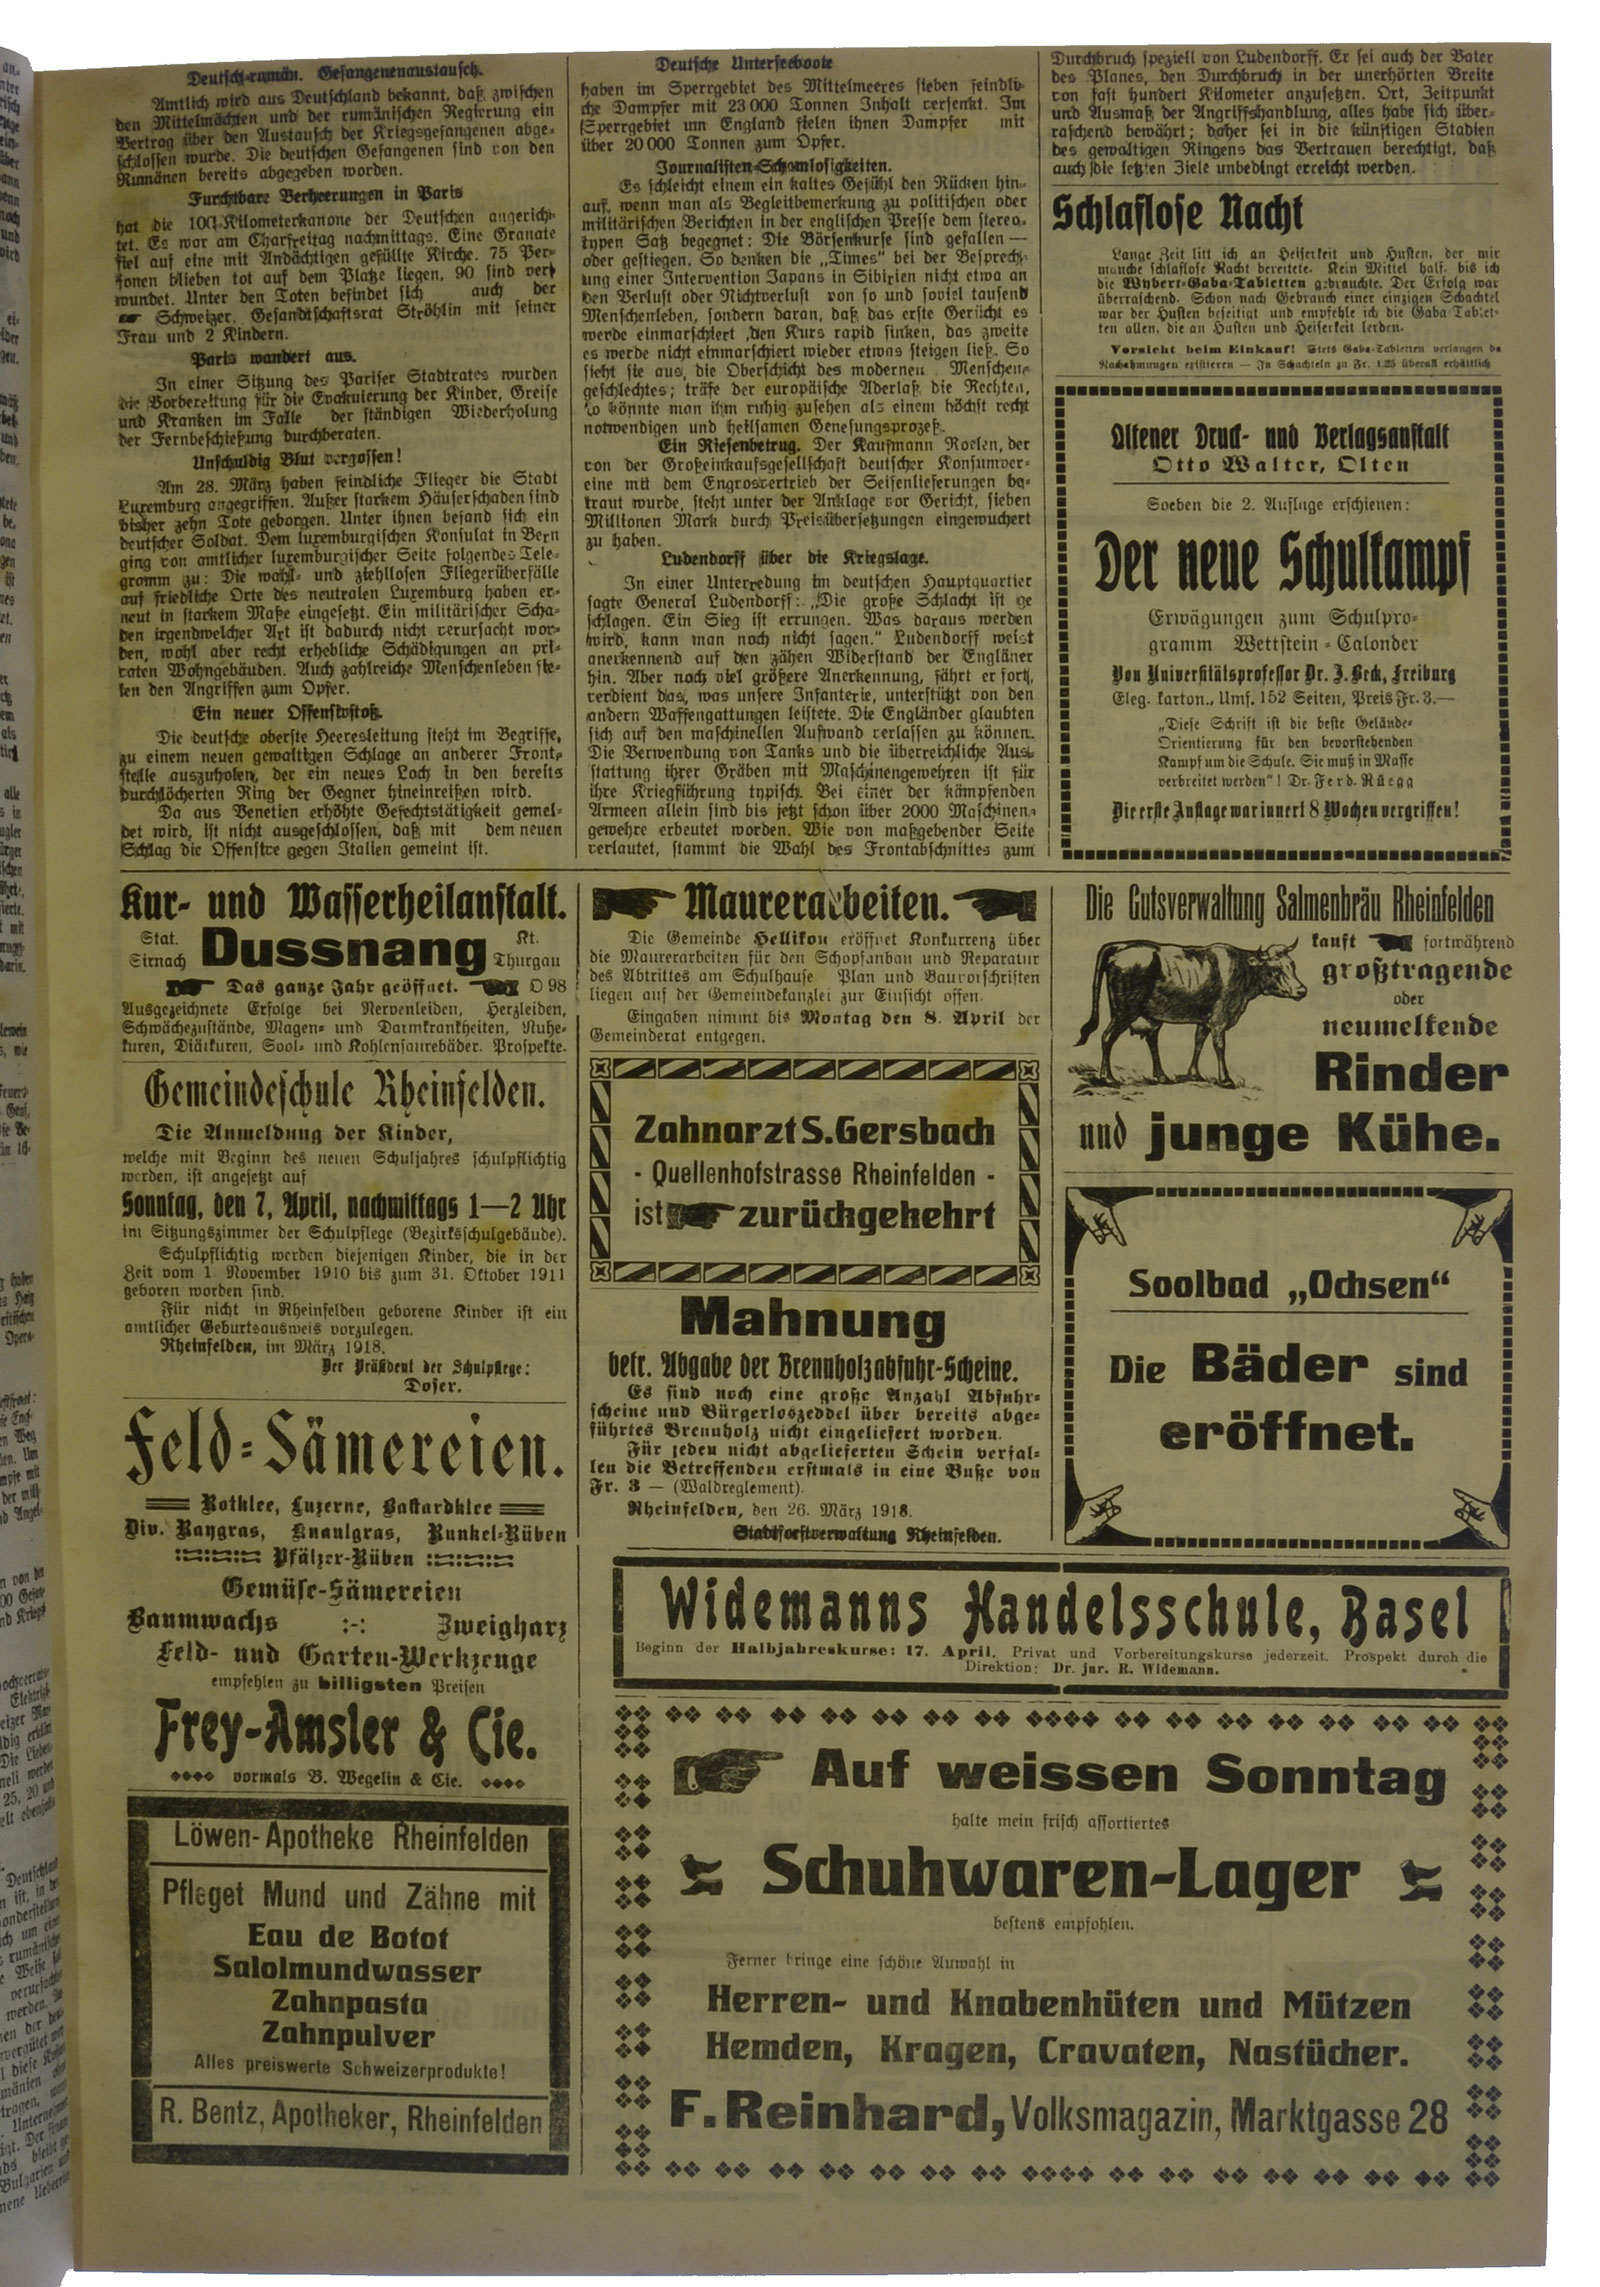 Deutsch-rumän. Gefangenenaustausch.
Amtlich wird aus Deutschland bekannt, daß zwischen
den Mittelmächten und der rumänischen Regierung ein
Vertrag über den Austausch der Kriegsgefangenen abge-
schlossen wurde. Die deutschen Gefangenen sind von den
Rumänen bereits abgegeben worden.
Furchtbare Verheerungen in Paris
hat die 100-Kilometerkanone der Deutschen angerich-
tet. Es war am Charfreitag nachmittags. Eine Granate
fiel auf eine mit Andächtigen gefüllte Kirche. 75 Per-
sonen blieben tot auf dem Platze liegen, 90 sind ver-
wundet. Unter den Toten befindet sich auch der
Schweizer. Gesandtschaftsrat Ströhlin mit seiner
Frau und 2 Kindern.
Paris wandert aus.
In einer Sitzung des Pariser Stadtrates wurden
die Vorbereitung für die Evakuierung der Kinder, Greise
und Kranken im Falle der ständigen Wiederholung
der Fernbeschießung durchberaten.
Unschuldig Blut vergossen!
Am 28. März haben feindliche Flieger die Stadt
Luxemburg angegriffen. Außer starkem Häuserschaden sind
bisher zehn Tote geborgen. Unter ihnen befand sich ein
deutscher Soldat. Dem luxemburgischen Konsulat in Bern
ging von amtlicher luxemburgischer Seite folgendes Tele-
gramm zu: Die wahl- und ziehllosen Fliegerüberfälle
auf friedliche Orte des neutralen Luxemburg haben er-
neut in starkem Maße eingesetzt. Ein militärischer Scha-
den irgendwelcher Art ist dadurch nicht verursacht wor-
den, wohl aber recht erhebliche Schädigungen an pri-
vaten Wohngebäuden. Auch zahlreiche Menschenleben fie-
len den Angriffen zum Opfer.
Ein neuer Offensivstoß.
Die deutsche oberste Heeresleitung steht im Begriffe,
zu einem neuen gewaltigen Schlage an anderer Front-
stelle auszuholen, der ein neues Loch in den bereits
durchlöcherten Ring der Gegner hineinreißen wird.
Da aus Venetien erhöhte Gefechtstätigkeit gemel-
det wird, ist nicht ausgeschlossen, daß mit dem neuen
Schlag die Offensive gegen Italien gemeint ist.
Deutsche Unterseeboote
haben im Sperrgebiet des Mittelmeeres sieben feindli-
che Dampfer mit 23 000 Tonnen Inhalt versenkt. Im
Sperrgebiet um England fielen ihnen Dampfer mit
über 20 000 Tonnen zum Opfer.
Journalisten-Schamlosigkeiten.
Es schleicht einem ein kaltes Gefühl den Rücken hin-
auf, wenn man als Begleitbemerkung zu politischen oder
militärischen Berichten in der englischen Presse dem stereo-
typen Satz begegnet: Die Börsenkurse sind gefallen —
oder gestiegen. So denken die „Times" bei der Besprech-
ung einer Intervention Japans in Sibirien nicht etwa an
den Verlust oder Nichtverlust von so und soviel tausend
Menschenleben, sondern daran, daß das erste Gerücht es
werde einmarschiert, den Kurs rapid sinken, das zweite
es werde nicht einmarschiert wieder etwas steigen ließ. So
sieht sie aus, die Oberschicht des modernen Menschen-
geschlechtes; träfe der europäische Aderlaß die Rechten,
so könnte man ihm ruhig zusehen als einem höchst recht
notwendigen und heilsamen Genesungsprozeß.
Ein Riesenbetrug. Der Kaufmann Roelen, der
von der Großeinkaufsgesellschaft deutscher Konsumver-
eine mit dem Engrosvertrieb der Seifenlieferungen be-
traut wurde, steht unter der Anklage vor Gericht, sieben
Millionen Mark durch Preisübersetzungen eingewuchert
zu haben.
Ludendorff über die Kriegslage.
In einer Unterredung im deutschen Hauptquartier
sagte General Ludendorff: „Die große Schlacht ist ge
schlagen. Ein Sieg ist errungen. Was daraus werden
wird, kann man noch nicht sagen." Ludendorff weist
anerkennend auf den zähen Widerstand der Engläner
hin. Aber noch viel größere Anerkennung, fährt er fort,
verdient das, was unsere Infanterie, unterstützt von den
andern Waffengattungen leistete. Die Engländer glaubten
sich auf den maschinellen Aufwand verlassen zu können.
Die Verwendung von Tanks und die überreichliche Aus-
stattung ihrer Gräben mit Maschinengewehren ist für
ihre Kriegführung typisch. Bei einer der kämpfenden
Armeen allein sind bis jetzt schon über 2000 Maschinen-
gewehre erbeutet worden. Wie von maßgebender Seite
verlautet, stammt die Wahl des Frontabschnittes zum
Durchbruch speziell von Ludendorff. Er sei auch der Vater
des Planes, den Durchbruch in der unerhörten Breite
von fast hundert Kilometer anzusetzen. Ort, Zeitpunkt
und Ausmaß der Angriffshandlung, alles habe sich über-
raschend bewährt; daher sei in die künftigen Stadien
des gewaltigen Ringens das Vertrauen berechtigt, daß
auch die letzten Ziele unbedingt erreicht werden.
Schlaflose Nacht
Lange Zeit litt ich an Heiserkeit und Husten, der mir
manche schlaflose Nacht bereitete. Kein Mittel half, bis ich
die Wybert-Gaba-Tabletten gebrauchte. Der Erfolg war
überraschend. Schon nach Gebrauch einer einzigen Schachtel
war der Husten beseitigt und empfehle ich die Gaba-Tablet-
ten allen, die an Husten und Heiserkeit leiden.
Vorsicht beim Einkauf! Stets Gaba-Tabletten verlangen da
Nachahmungen existieren — In Schachteln zu Fr. 1.25 überall erhältlich
Oltener Druck- und Verlagsanstalt
Otto Walter, Olten
Soeben die 2. Auflage erschienen:
Der neue Schulkampf
Erwägungen zum Schulpro-
gramm Wettstein-Calonder
Von Universitätsprofessor Dr. J. Beck, Freiburg
Eleg. karton., Umf. 152 Seiten, Preis Fr. 3.—
„Diese Schrift ist die beste Gelände-
Orientierung für den bevorstehenden
Kampf um die Schule. Sie muß in Masse
verbreitet werden"! Dr. Ferd. Rüegg
Die erste Auflage war innert 8 Wochen vergriffen!
Kur- und Wasserheilanstalt.
Stat. Sirnach Dussnang Kt. Thurgau
Das ganze Jahr geöffnet. O 98
Ausgezeichnete Erfolge bei Nervenleiden, Herzleiden,
Schwächezustände, Magen- und Darmkrankheiten, Ruhe-
kuren, Diätkuren, Sool- und Kohlensaurebäder. Prospekte.
Gemeindeschule Rheinfelden.
Die Anmeldung der Kinder,
welche mit Beginn des neuen Schuljahres schulpflichtig
werden, ist angesetzt auf
Sonntag, den 7. April, nachmittags 1—2 Uhr
im Sitzungszimmer der Schulpflege (Bezirksschulgebäude).
Schulpflichtig werden diejenigen Kinder, die in der
Zeit vom 1. November 1910 bis zum 31. Oktober 1911
geboren worden sind.
Für nicht in Rheinfelden geborene Kinder ist ein
amtlicher Geburtsausweis vorzulegen.
Rheinfelden, im März 1918.
Der Präsident der Schulpflege:
Doser.
Feld-Sämereien.
Rothklee, Luzerne, Bastardklee
Div. Raygras, Knaulgras, Runkel-Rüben
Pfälzer-Rüben
Gemüse-Sämereien
Baumwachs :-: Zweigharz
Feld- und Garten-Werkzeuge
empfehlen zu billigsten Preisen
Frey-Amsler & Cie.
vormals B. Wegelin & Cie.
Löwen-Apotheke Rheinfelden
Pfleget Mund und Zähne mit
Eau de Botot
Salolmundwasser
Zahnpasta
Zahnpulver
Alles preiswerte Schweizerprodukte!
R. Bentz, Apotheker, Rheinfelden
Maurerarbeiten.
Die Gemeinde Hellikon eröffnet Konkurrenz über
die Maurerarbeiten für den Schopfanbau und Reparatur
des Abtrittes am Schulhause Plan und Bauvorschriften
liegen auf der Gemeindekanzlei zur Einsicht offen.
Eingaben nimmt bis Montag den 8. April der
Gemeinderat entgegen.
Zahnarzt S. Gersbach
- Quellenhofstrasse Rheinfelden -
ist zurückgekehrt
Mahnung
betr. Abgabe der Brennholzabfuhr-Scheine.
Es sind noch eine große Anzahl Abfuhr-
scheine und Bürgerloszeddel über bereits abge-
führtes Brennholz nicht eingeliefert worden.
Für jeden nicht abgelieferten Schein verfal-
len die Betreffenden erstmals in eine Buße von
Fr. 3 — (Waldreglement).
Rheinfelden, den 26. März 1918.
Stadtforstverwaltung Rheinfelden.
Die Gutsverwaltung Salmenbräu Rheinfelden
kauft fortwährend
großtragende
oder
neumelkende
Rinder
und junge Kühe.
Soolbad „Ochsen"
Die Bäder sind
eröffnet.
Widemanns Handelsschule, Basel
Beginn der Halbjahreskurse: 17. April. Privat und Vorbereitungskurse jederzeit. Prospekt durch die
Direktion: Dr. jur. R. Widemann.
Auf weissen Sonntag
halte mein frisch assortiertes
Schuhwaren-Lager
bestens empfohlen.
Ferner bringe eine schöne Auwahl in
Herren- und Knabenhüten und Mützen
Hemden, Kragen, Cravaten, Nastücher.
F. Reinhard, Volksmagazin, Marktgasse 28